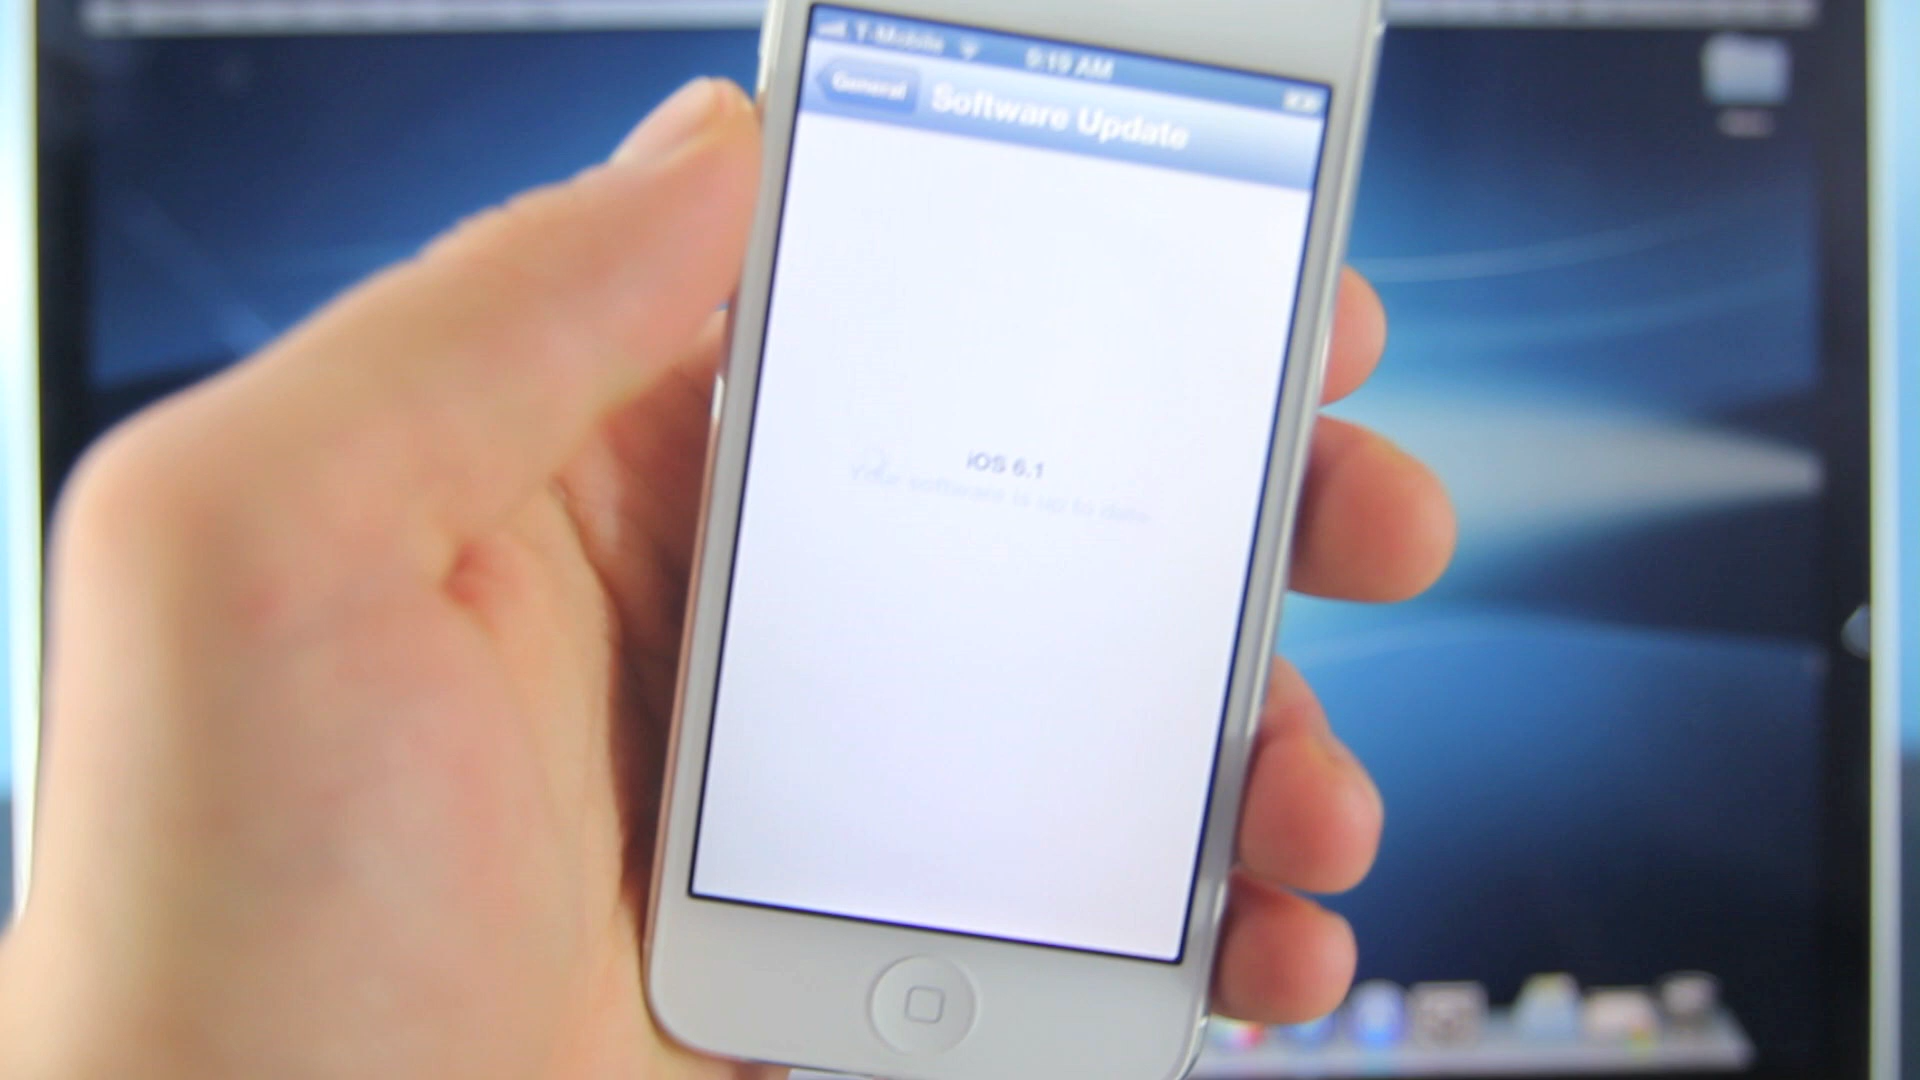 T-Mobile 9:19 AM
General Software Update
iOS 6.1
Your software is up to date.